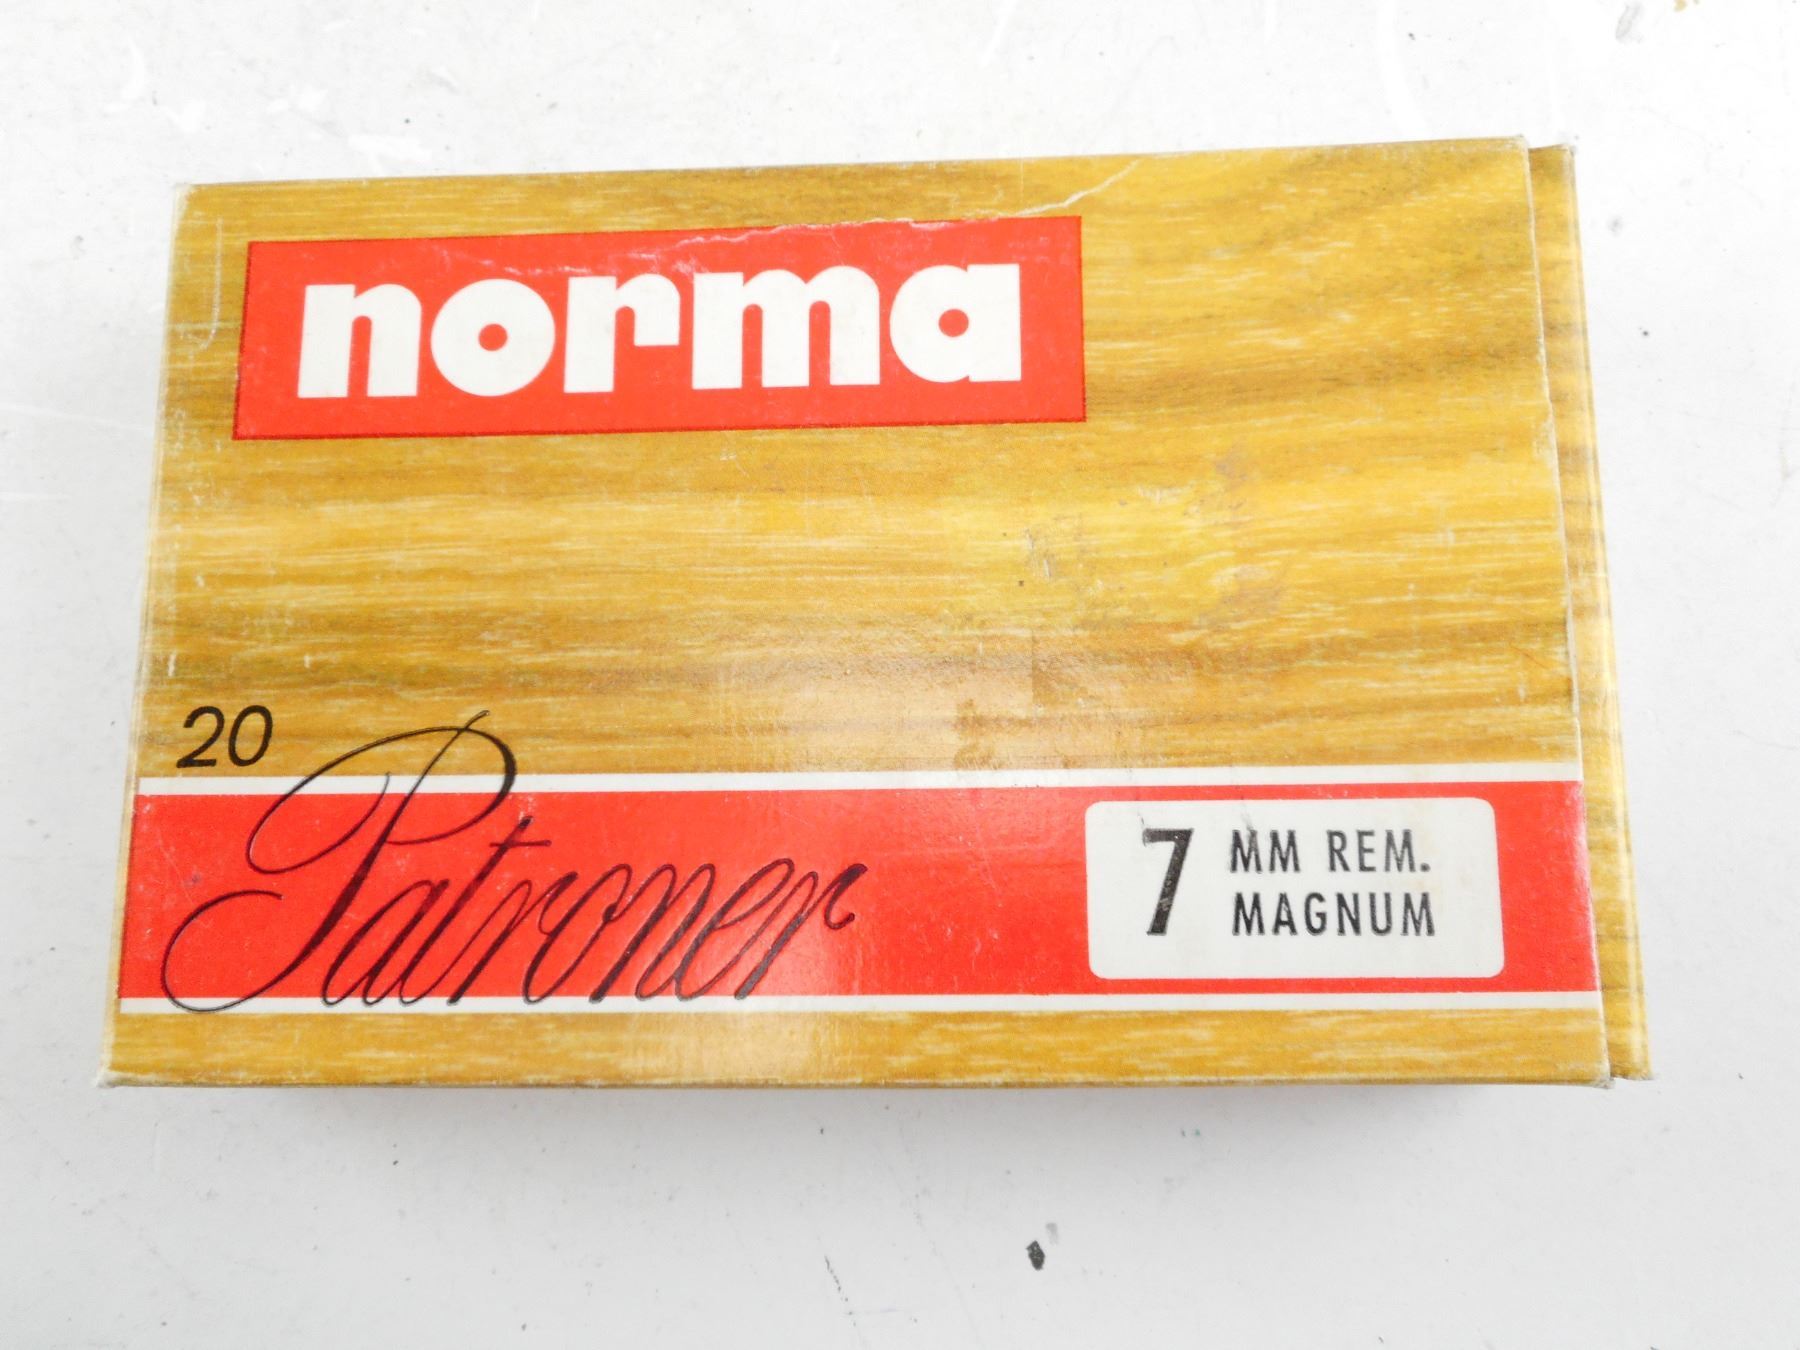 norma
20
Patroner
7 MM REM.
MAGNUM